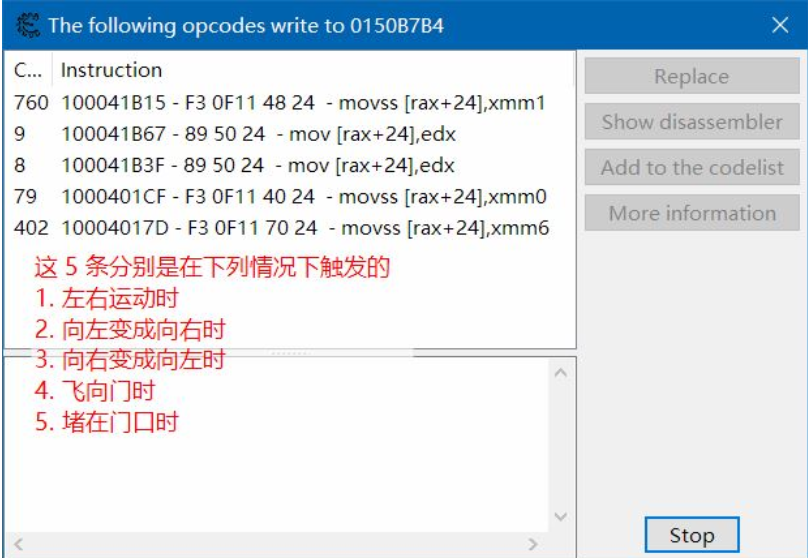 The following opcodes write to 0150B7B4
C... Instruction
760 100041B15 - F3 0F11 48 24 - movss [rax+24],xmm1
9 100041B67 - 89 50 24 - mov [rax+24],edx
8 100041B3F - 89 50 24 - mov [rax+24],edx
79 1000401CF - F3 0F11 40 24 - movss [rax+24],xmm0
402 10004017D - F3 0F11 70 24 - movss [rax+24],xmm6
Replace
Show disassembler
Add to the codelist
More information
这 5 条分别是在下列情况下触发的
1. 左右运动时
2. 向左变成向右时
3. 向右变成向左时
4. 飞向门时
5. 堵在门口时
Stop